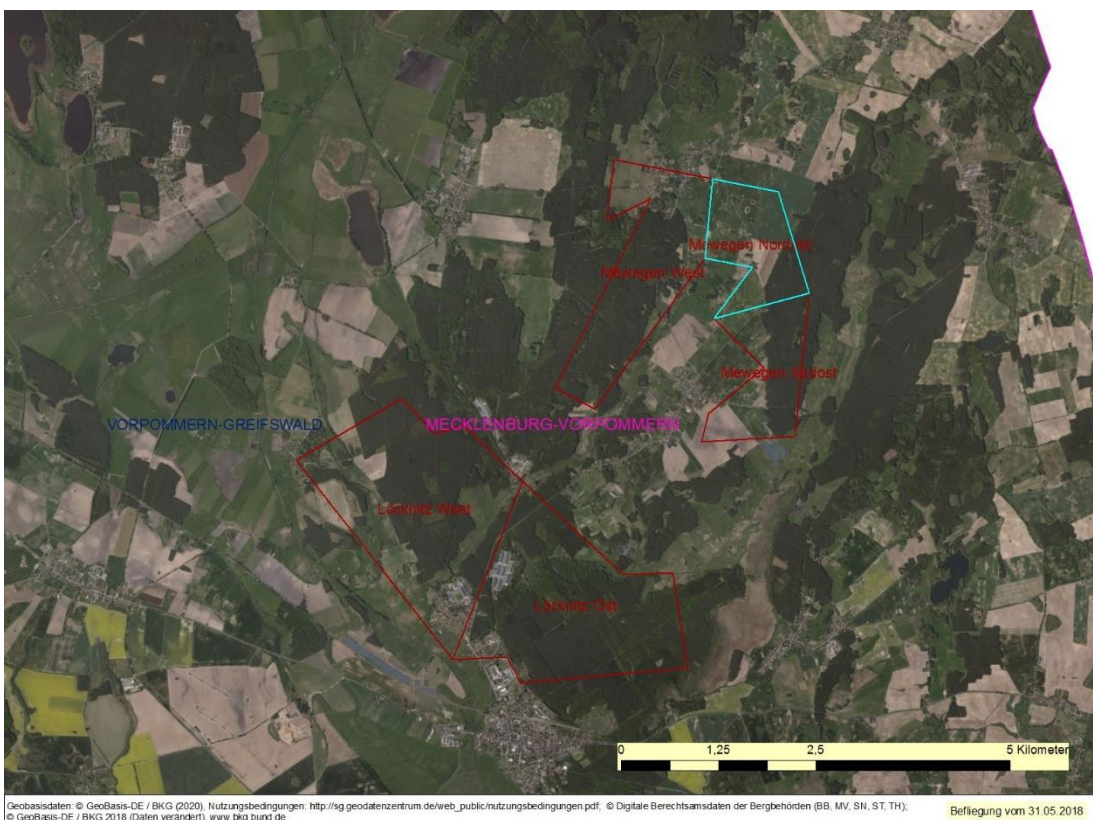 Mewegen Nordost
Mewegen West
Mewegen Südost
VORPOMMERN-GREIFSWALD
MECKLENBURG-VORPOMMERN
Löcknitz West
Löcknitz Ost
0 1,25 2,5 5 Kilometer
Geobasisdaten: © GeoBasis-DE / BKG (2020), Nutzungsbedingungen: http://sg.geodatenzentrum.de/web_public/nutzungsbedingungen.pdf; © Digitale Berechtsamsdaten der Bergbehörden (BB, MV, SN, ST, TH);
© GeoBasis-DE / BKG 2018 (Daten verändert), www.bkg.bund.de
Befliegung vom 31.05.2018